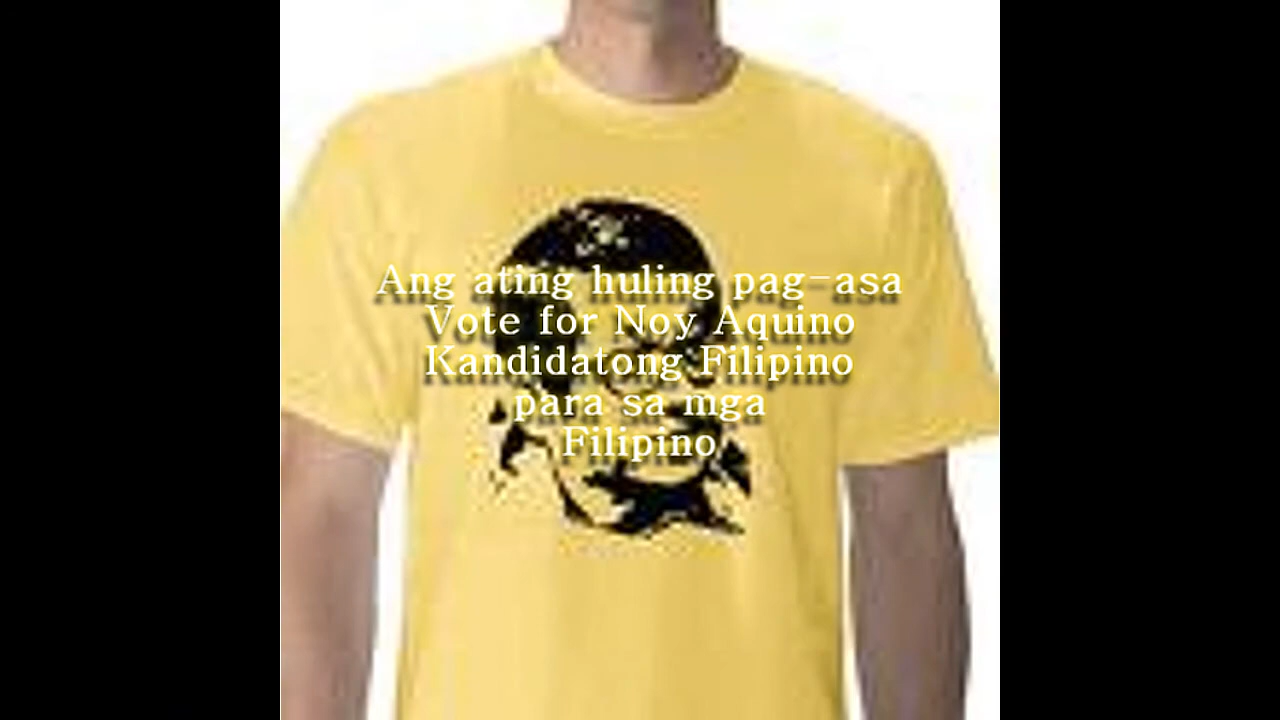 Ang ating huling pag-asa
Vote for Noy Aquino
Kandidatong Filipino
para sa mga
Filipino